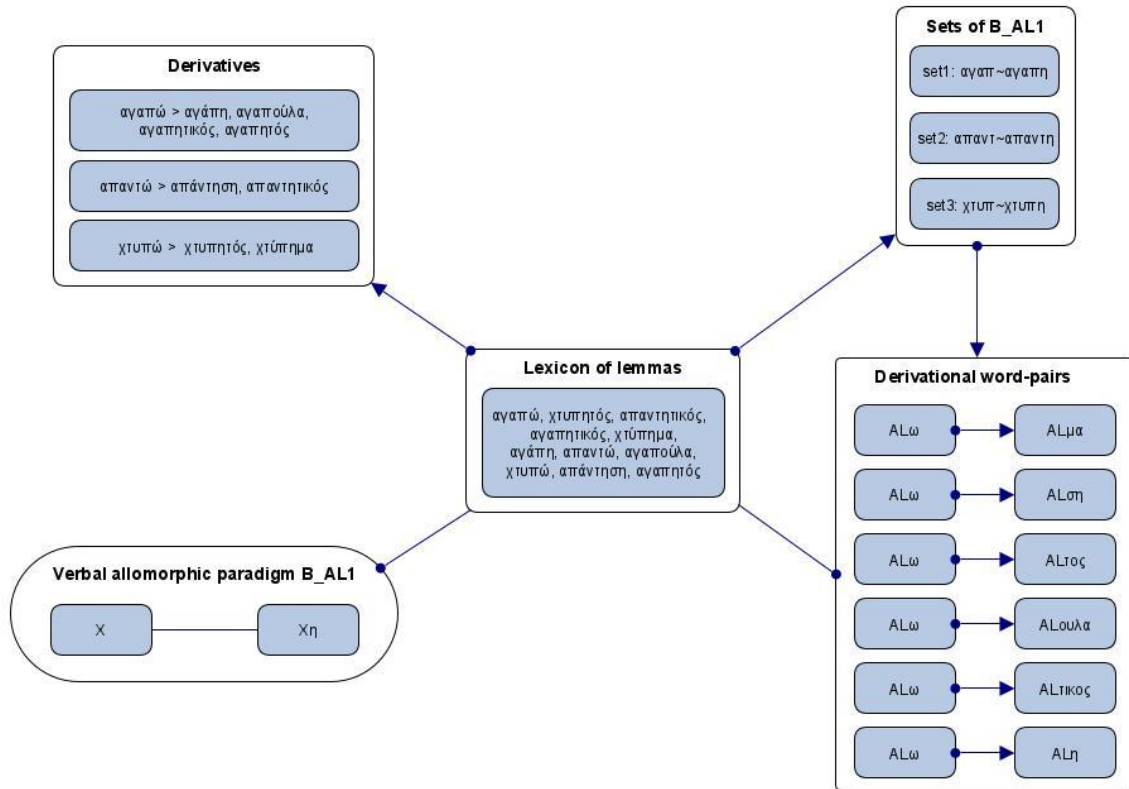 Derivatives
αγαπώ > αγάπη, αγαπούλα,
αγαπητικός, αγαπητός
απαντώ > απάντηση, απαντητικός
χτυπώ > χτυπητός, χτύπημα
Sets of B_AL1
set1: αγαπ~αγαπη
set2: απαντ~απαντη
set3: χτυπ~χτυπη
Lexicon of lemmas
αγαπώ, χτυπητός, απαντητικός,
αγαπητικός, χτύπημα,
αγάπη, απαντώ, αγαπούλα,
χτυπώ, απάντηση, αγαπητός
Verbal allomorphic paradigm B_AL1
X
Xη
Derivational word-pairs
ALω
ALμα
ALω
ALση
ALω
ALτος
ALω
ALουλα
ALω
ALτικος
ALω
ALη